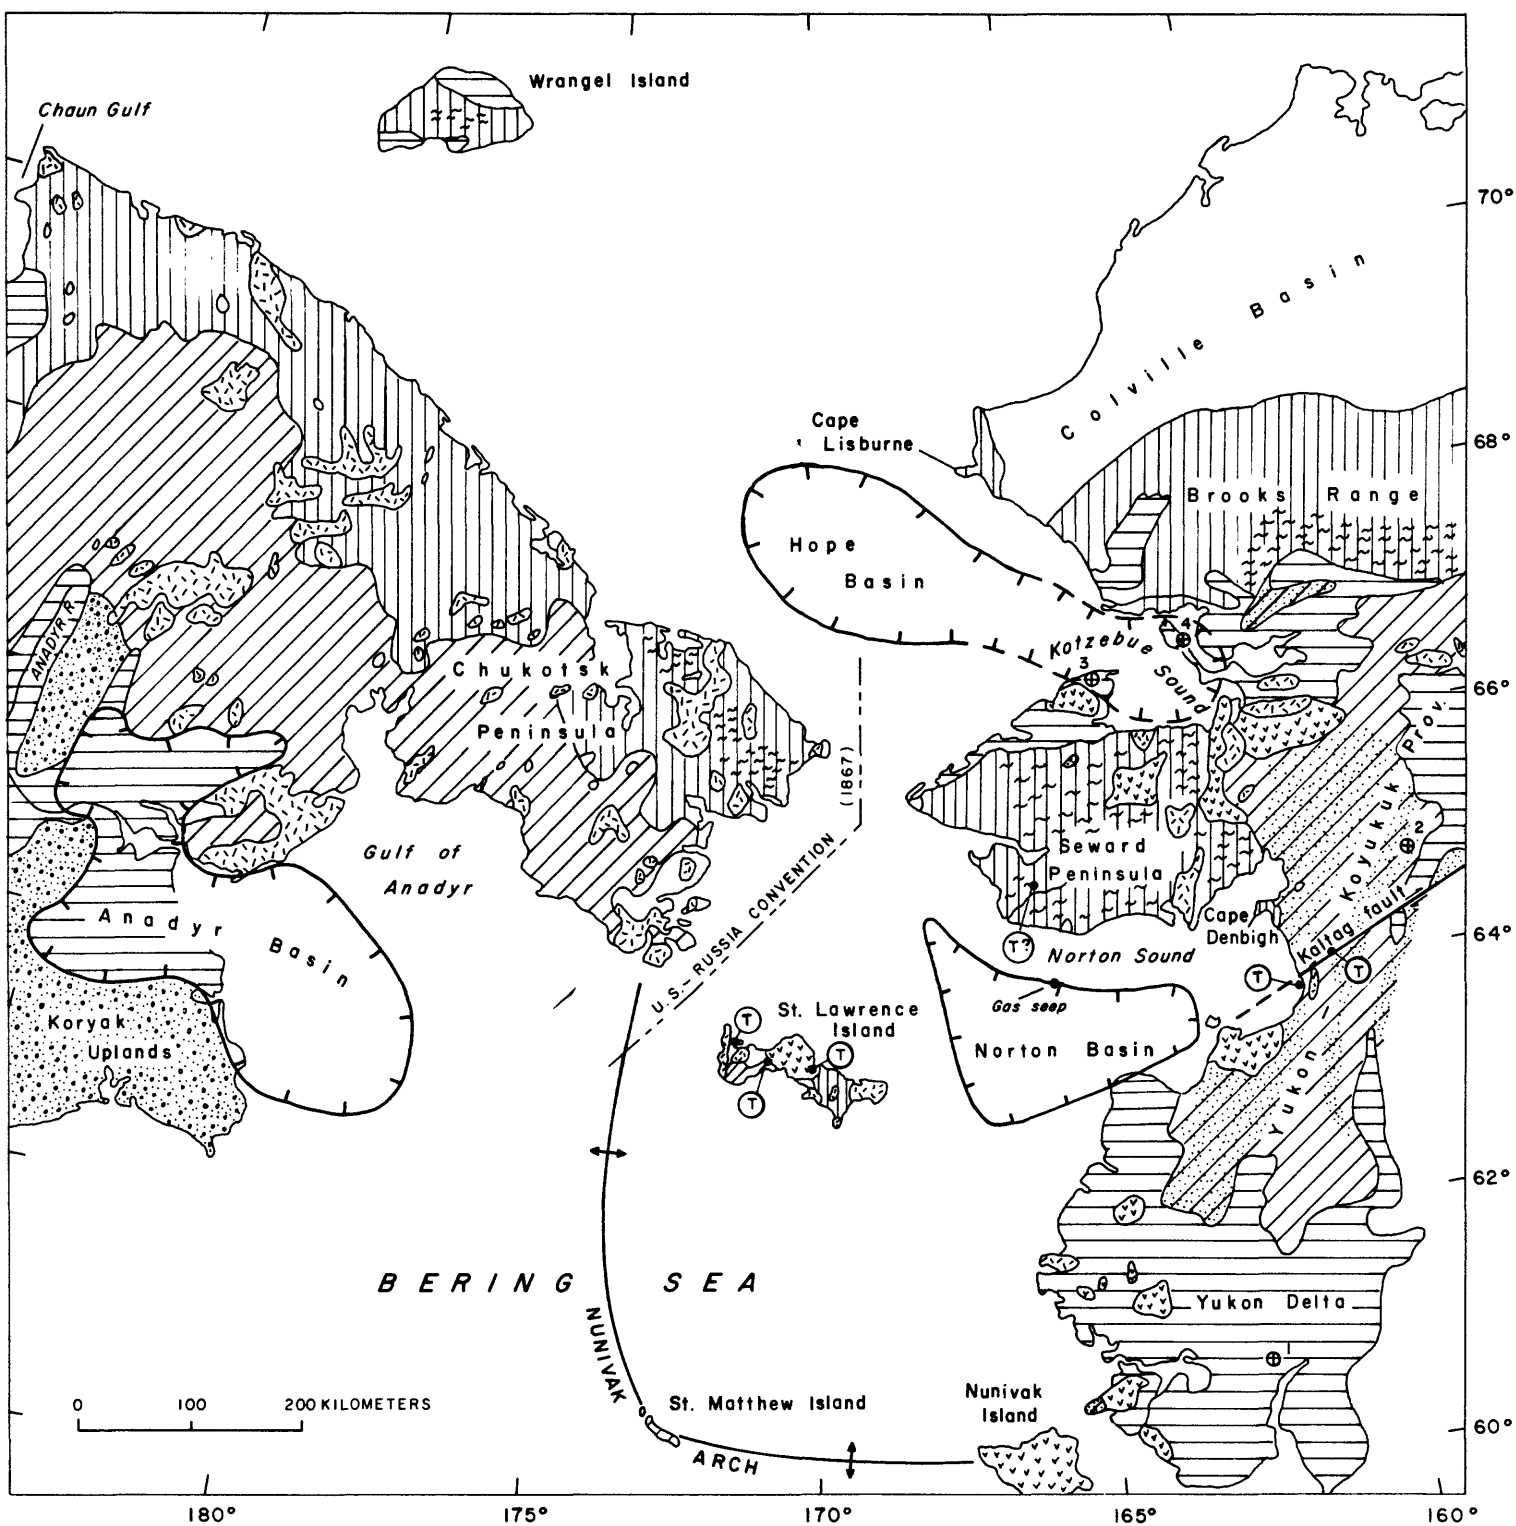 Wrangel Island
Chaun Gulf
70°
Colville Basin
Cape
Lisburne
68°
Brooks Range
Hope
Basin
ANADYR R.
Kotzebue Sound
4
3
66°
Chukotsk
Peninsula
Koyukuk Prov.
(1867)
2
Seward
Peninsula
Gulf of
Anadyr
U.S.–RUSSIA CONVENTION
Cape
Denbigh
Kaltag fault
64°
Anadyr Basin
T?
Norton Sound
T
T
Gas seep
St. Lawrence
Island
T
T
T
Norton Basin
Koryak
Uplands
Yukon
62°
BERING SEA
Yukon Delta
1
NUNIVAK
St. Matthew Island
Nunivak
Island
ARCH
0 100 200 KILOMETERS
60°
180° 175° 170° 165° 160°